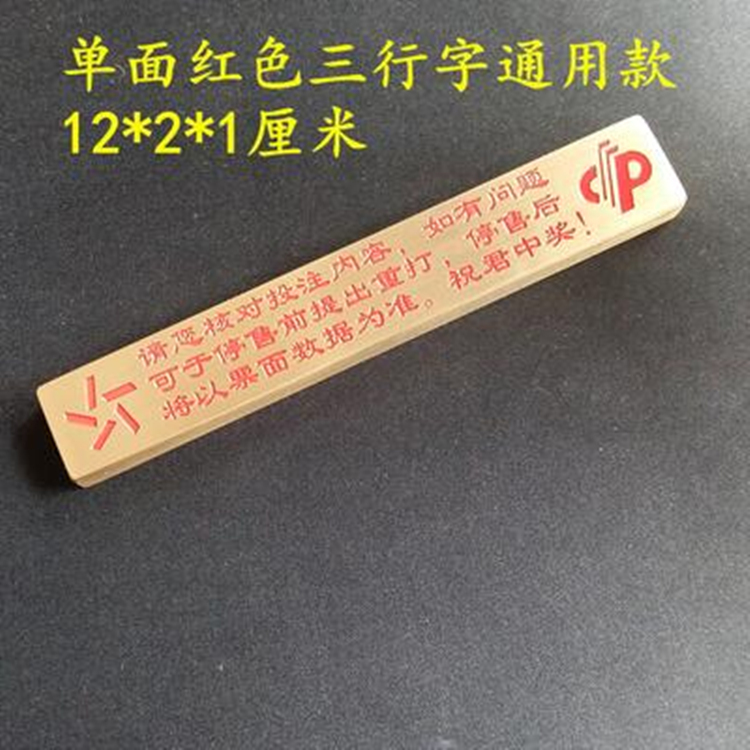 单面红色三行字通用款
12*2*1厘米
请您核对投注内容，如有问题
可于停售前提出重打，停售后
将以票面数据为准。祝君中奖！
CP